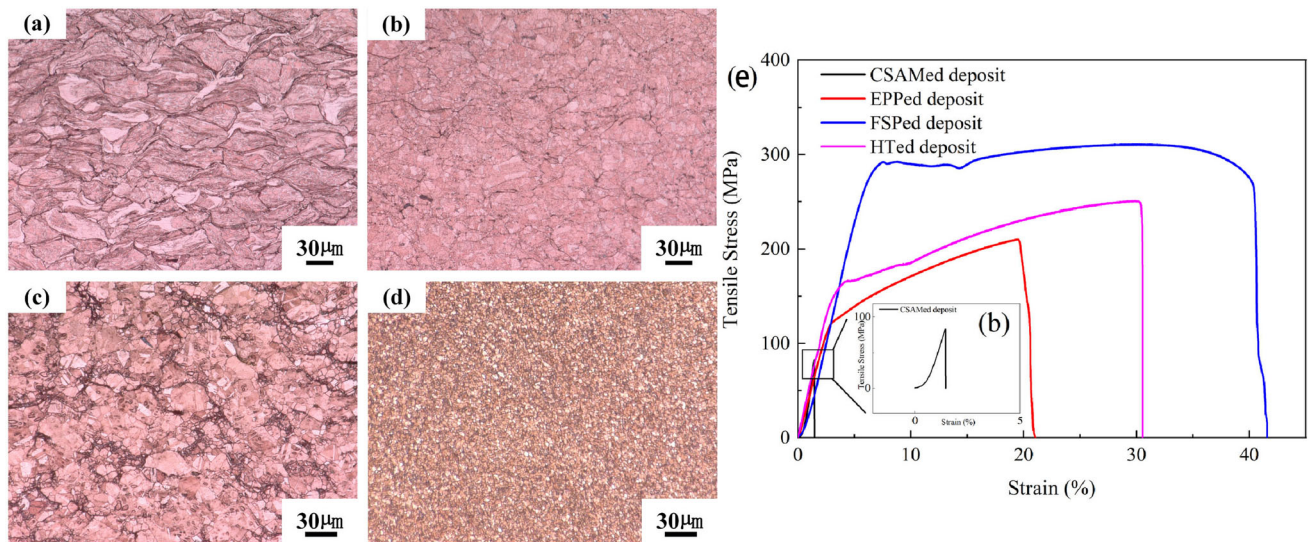 (a)
30μm
(b)
30μm
(c)
30μm
(d)
30μm
(e)
Tensile Stress (MPa)
400
300
200
100
0
CSAMed deposit
EPPed deposit
FSPed deposit
HTed deposit
CSAMed deposit
(b)
Tensile Stress (MPa)
100
0
0
5
Strain (%)
0
10
20
30
40
Strain (%)